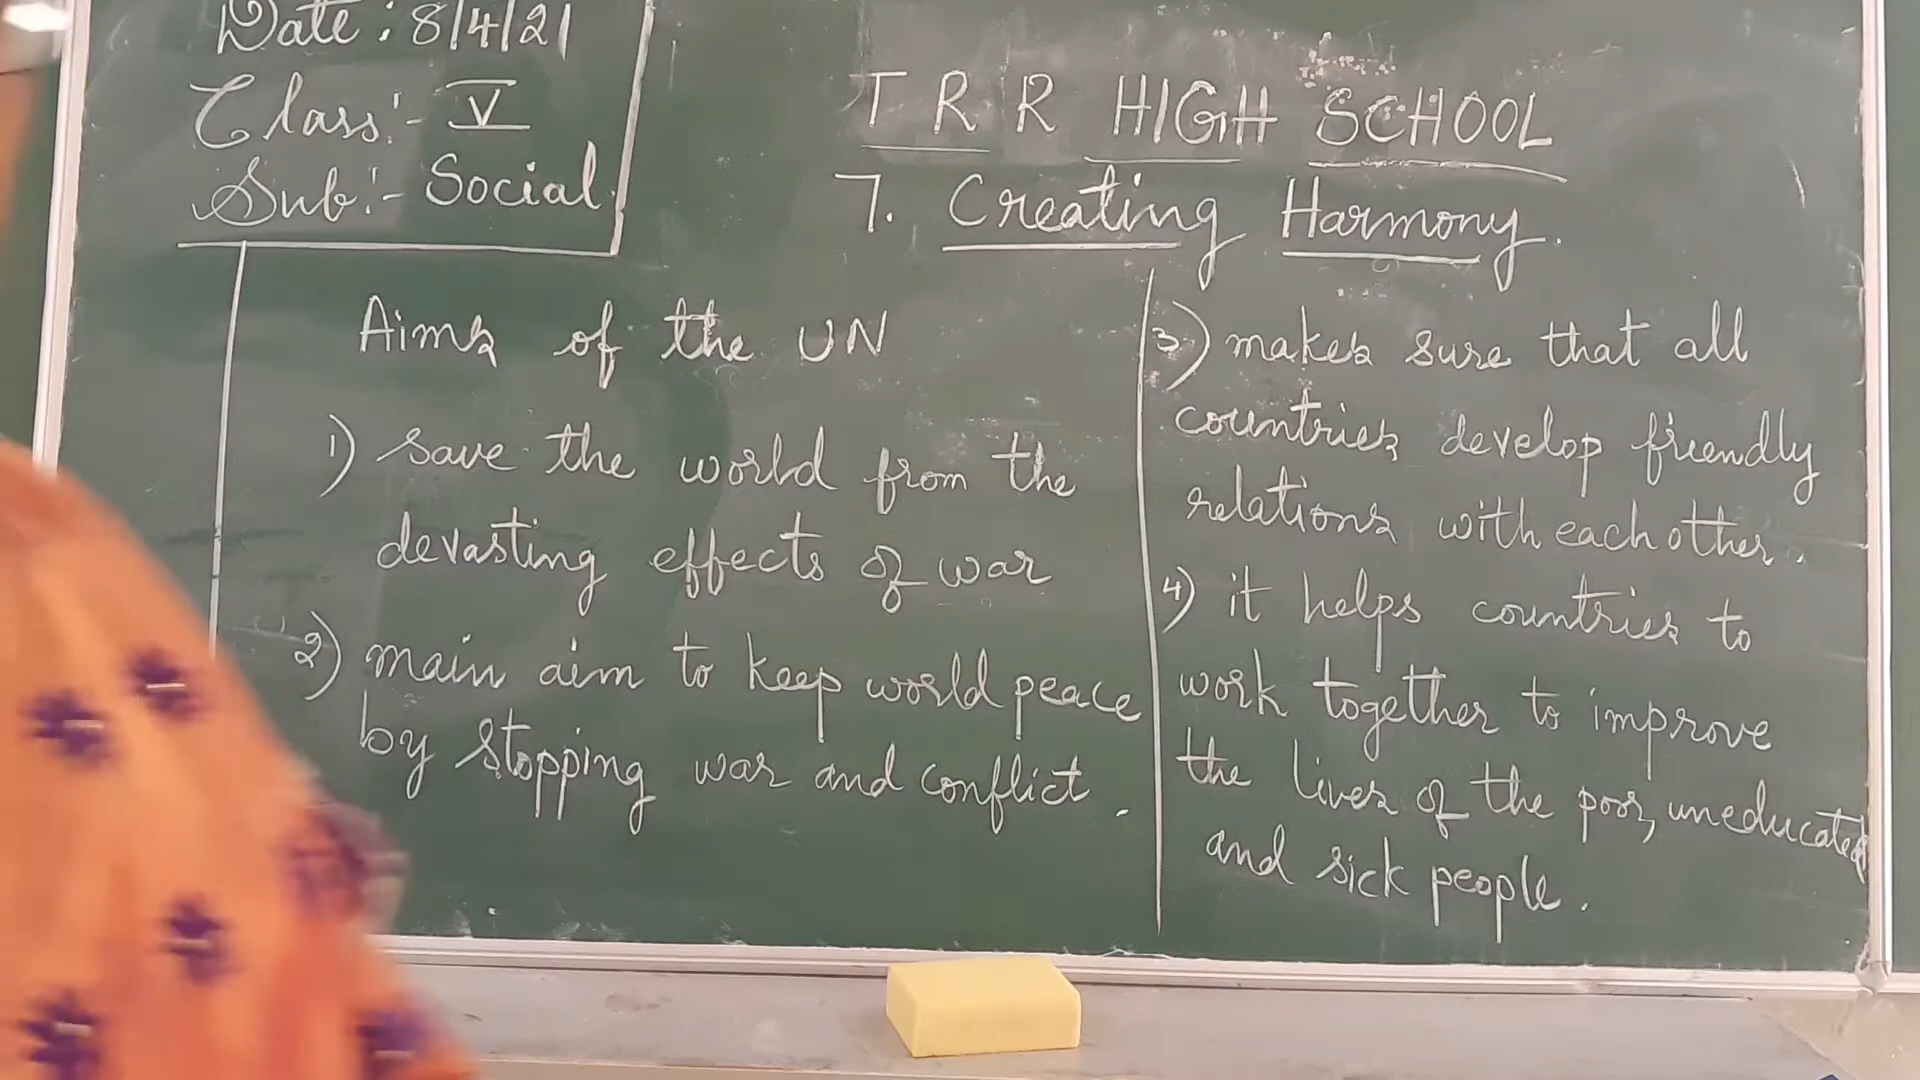 Date : 8/4/21
Class:- V
Sub:- Social
T R R HIGH SCHOOL
7. Creating Harmony.
Aims of the UN
1) save the world from the
devasting effects of war
2) main aim to keep world peace
by stopping war and conflict.
3) makes sure that all
countries develop friendly
relations with each other.
4) it helps countries to
work together to improve
the lives of the poor, uneducated
and sick people.